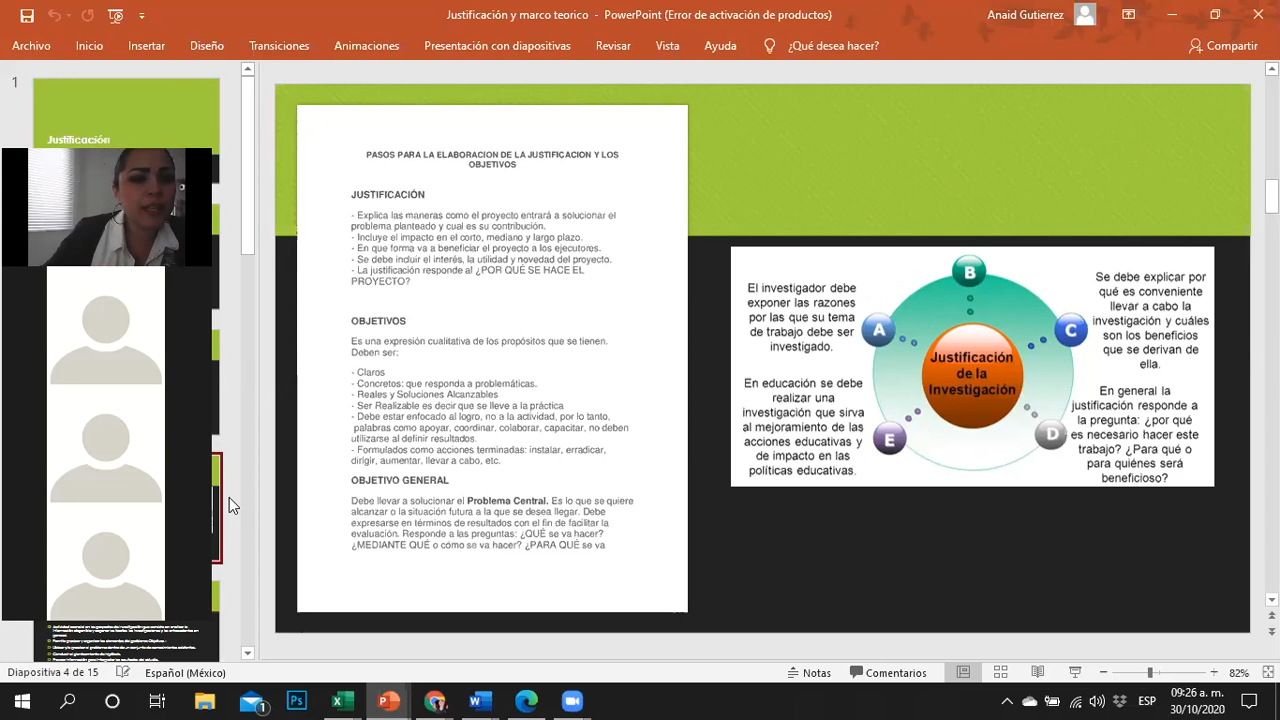 Justificación y marco teorico - PowerPoint (Error de activación de productos)
Anaid Gutierrez
Archivo Inicio Insertar Diseño Transiciones Animaciones Presentación con diapositivas Revisar Vista Ayuda ¿Qué desea hacer? Compartir
1
Justificación
PASOS PARA LA ELABORACION DE LA JUSTIFICACION Y LOS
OBJETIVOS
JUSTIFICACIÓN
- Explica las maneras como el proyecto entrará a solucionar el
problema planteado y cual es su contribución.
- Incluye el impacto en el corto, mediano y largo plazo.
- En que forma va a beneficiar el proyecto a los ejecutores.
- Se debe incluir el interés, la utilidad y novedad del proyecto.
- La justificación responde al ¿POR QUÉ SE HACE EL
PROYECTO?
OBJETIVOS
Es una expresión cualitativa de los propósitos que se tienen.
Deben ser:
- Claros
- Concretos: que responda a problemáticas.
- Reales y Soluciones Alcanzables
- Ser Realizable es decir que se lleve a la práctica
- Debe estar enfocado al logro, no a la actividad, por lo tanto,
palabras como apoyar, coordinar, colaborar, capacitar, no deben
utilizarse al definir resultados.
- Formulados como acciones terminadas: instalar, erradicar,
dirigir, aumentar, llevar a cabo, etc.
OBJETIVO GENERAL
Debe llevar a solucionar el Problema Central. Es lo que se quiere
alcanzar o la situación futura a la que se desea llegar. Debe
expresarse en términos de resultados con el fin de facilitar la
evaluación. Responde a las preguntas: ¿QUÉ se va hacer?
¿MEDIANTE QUÉ o cómo se va hacer? ¿PARA QUÉ se va
El investigador debe
exponer las razones
por las que su tema
de trabajo debe ser
investigado.
En educación se debe
realizar una
investigación que sirva
al mejoramiento de las
acciones educativas y
de impacto en las
políticas educativas.
A
B
C
D
E
Justificación
de la
Investigación
Se debe explicar por
qué es conveniente
llevar a cabo la
investigación y cuáles
son los beneficios
que se derivan de
ella.
En general la
justificación responde a
la pregunta: ¿por qué
es necesario hacer este
trabajo? ¿Para qué o
para quiénes será
beneficioso?
Diapositiva 4 de 15 Español (México) Notas Comentarios 82%
1 Ps ESP 09:26 a. m.
30/10/2020